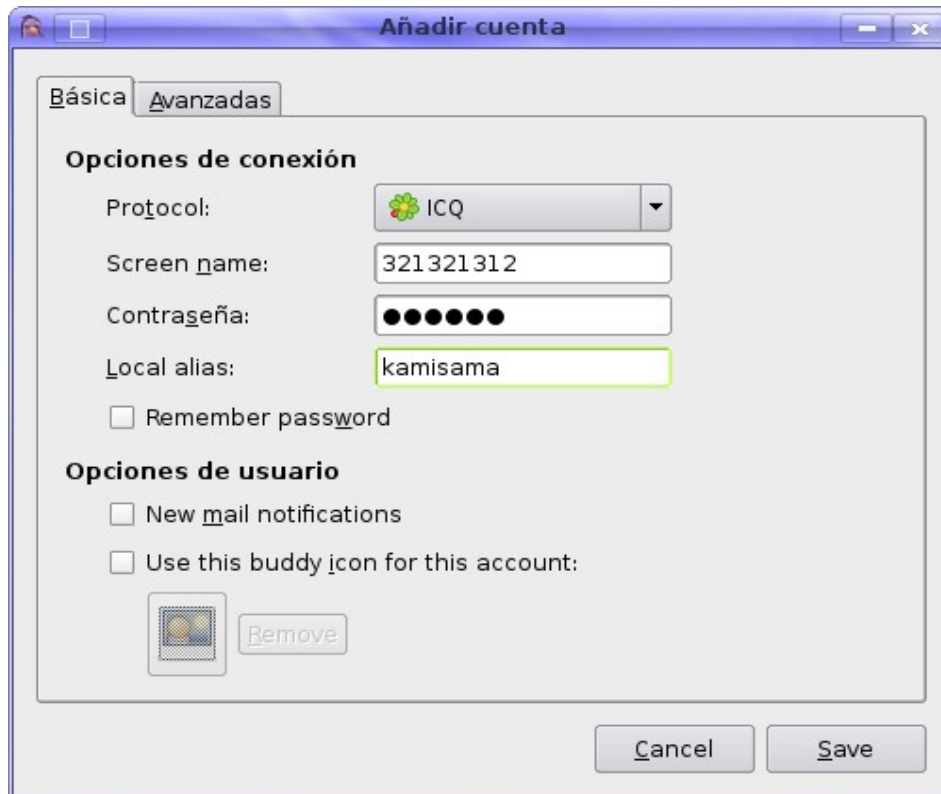 Añadir cuenta
Básica Avanzadas
Opciones de conexión
Protocol: ICQ
Screen name: 321321312
Contraseña: ●●●●●●
Local alias: kamisama
Remember password
Opciones de usuario
New mail notifications
Use this buddy icon for this account:
Remove
Cancel Save